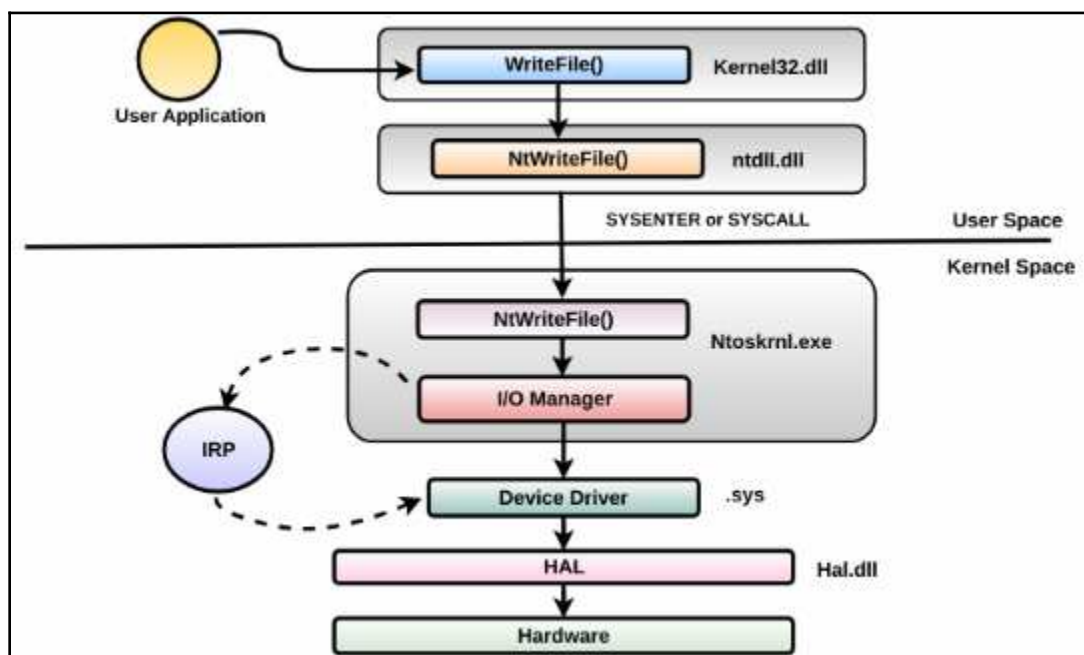 WriteFile()
Kernel32.dll
User Application
NtWriteFile()
ntdll.dll
SYSENTER or SYSCALL
User Space
Kernel Space
NtWriteFile()
Ntoskrnl.exe
I/O Manager
IRP
Device Driver
.sys
HAL
Hal.dll
Hardware